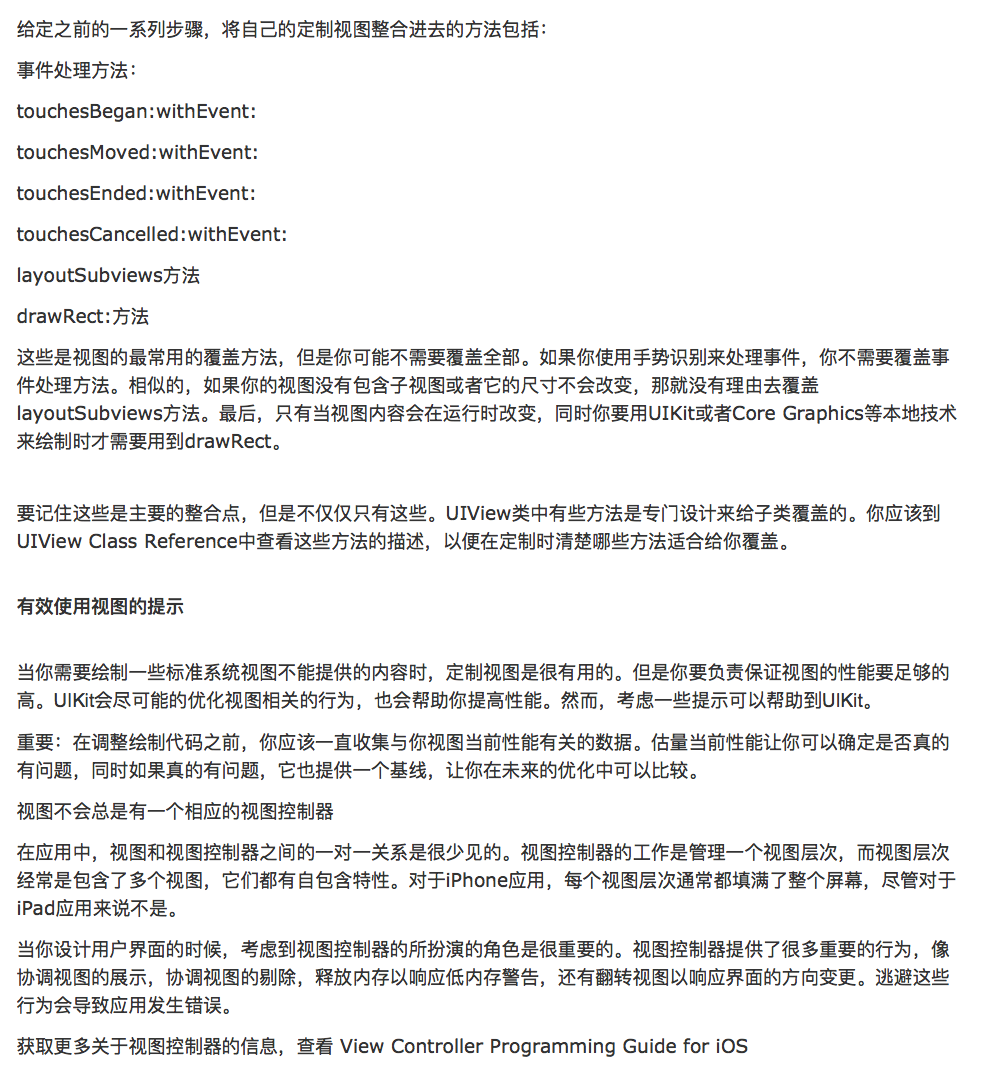 给定之前的一系列步骤，将自己的定制视图整合进去的方法包括：
事件处理方法：
touchesBegan:withEvent:
touchesMoved:withEvent:
touchesEnded:withEvent:
touchesCancelled:withEvent:
layoutSubviews方法
drawRect:方法
这些是视图的最常用的覆盖方法，但是你可能不需要覆盖全部。如果你使用手势识别来处理事件，你不需要覆盖事
件处理方法。相似的，如果你的视图没有包含子视图或者它的尺寸不会改变，那就没有理由去覆盖
layoutSubviews方法。最后，只有当视图内容会在运行时改变，同时你要用UIKit或者Core Graphics等本地技术
来绘制时才需要用到drawRect。
要记住这些是主要的整合点，但是不仅仅只有这些。UIView类中有些方法是专门设计来给子类覆盖的。你应该到
UIView Class Reference中查看这些方法的描述，以便在定制时清楚哪些方法适合给你覆盖。
有效使用视图的提示
当你需要绘制一些标准系统视图不能提供的内容时，定制视图是很有用的。但是你要负责保证视图的性能要足够的
高。UIKit会尽可能的优化视图相关的行为，也会帮助你提高性能。然而，考虑一些提示可以帮助到UIKit。
重要：在调整绘制代码之前，你应该一直收集与你视图当前性能有关的数据。估量当前性能让你可以确定是否真的
有问题，同时如果真的有问题，它也提供一个基线，让你在未来的优化中可以比较。
视图不会总是有一个相应的视图控制器
在应用中，视图和视图控制器之间的一对一关系是很少见的。视图控制器的工作是管理一个视图层次，而视图层次
经常是包含了多个视图，它们都有自包含特性。对于iPhone应用，每个视图层次通常都填满了整个屏幕，尽管对于
iPad应用来说不是。
当你设计用户界面的时候，考虑到视图控制器的所扮演的角色是很重要的。视图控制器提供了很多重要的行为，像
协调视图的展示，协调视图的剔除，释放内存以响应低内存警告，还有翻转视图以响应界面的方向变更。逃避这些
行为会导致应用发生错误。
获取更多关于视图控制器的信息，查看 View Controller Programming Guide for iOS